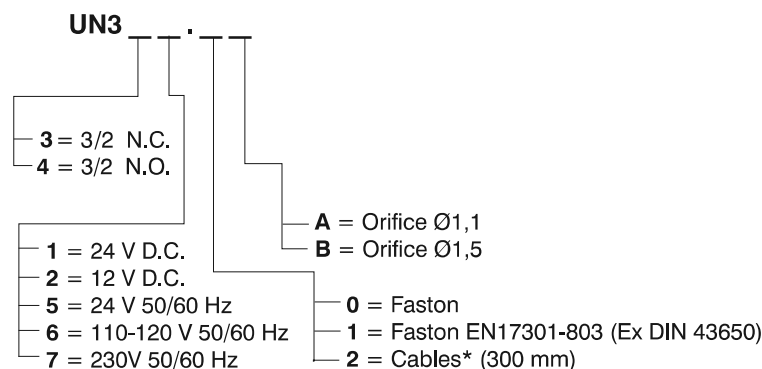 UN3 _ _ . _ _
3 = 3/2 N.C.
4 = 3/2 N.O.
A = Orifice Ø1,1
B = Orifice Ø1,5
1 = 24 V D.C.
2 = 12 V D.C.
5 = 24 V 50/60 Hz
6 = 110-120 V 50/60 Hz
7 = 230V 50/60 Hz
0 = Faston
1 = Faston EN17301-803 (Ex DIN 43650)
2 = Cables* (300 mm)